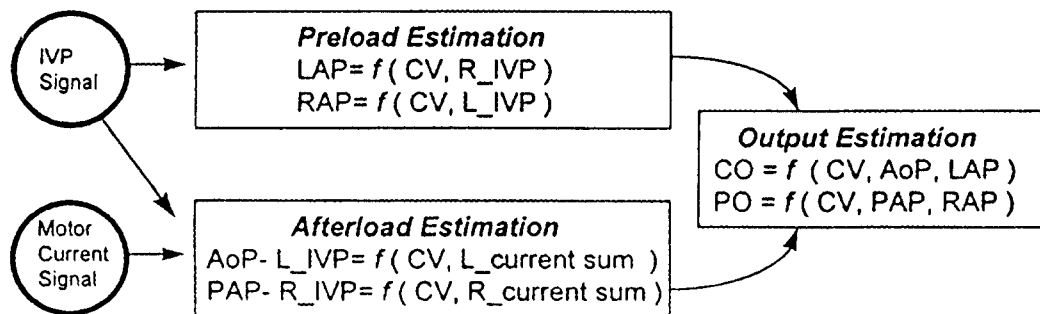 IVP
Signal
Preload Estimation
LAP= f ( CV, R_IVP )
RAP= f ( CV, L_IVP )
Output Estimation
CO = f ( CV, AoP, LAP )
PO = f ( CV, PAP, RAP )
Motor
Current
Signal
Afterload Estimation
AoP- L_IVP= f ( CV, L_current sum )
PAP- R_IVP= f ( CV, R_current sum )